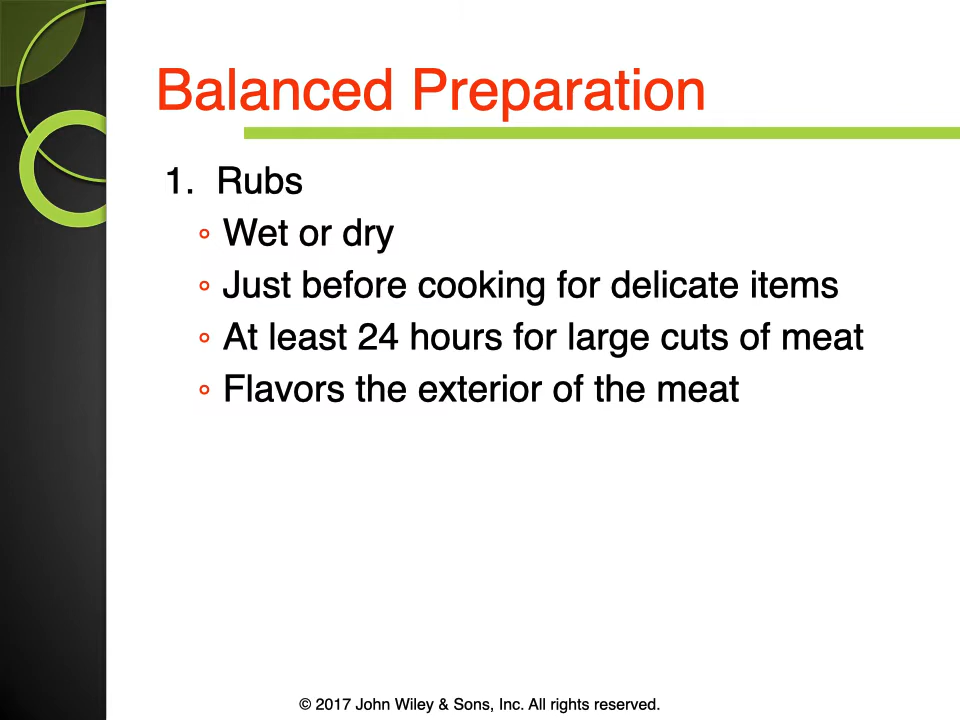 Balanced Preparation
1. Rubs
◦ Wet or dry
◦ Just before cooking for delicate items
◦ At least 24 hours for large cuts of meat
◦ Flavors the exterior of the meat
© 2017 John Wiley & Sons, Inc. All rights reserved.